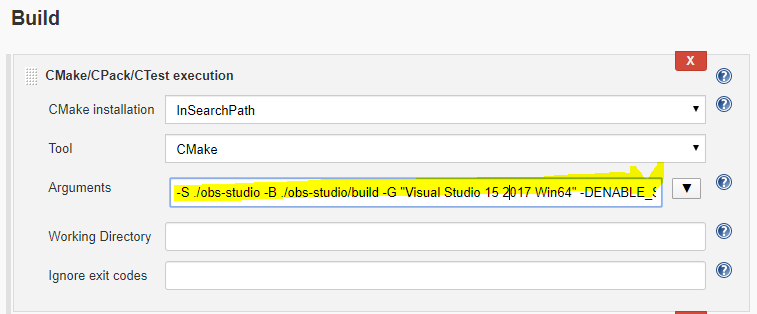 Build
X
CMake/CPack/CTest execution
?
CMake installation
InSearchPath
?
Tool
CMake
Arguments
-S ./obs-studio -B ./obs-studio/build -G "Visual Studio 15 2017 Win64" -DENABLE_S
?
Working Directory
?
Ignore exit codes
?